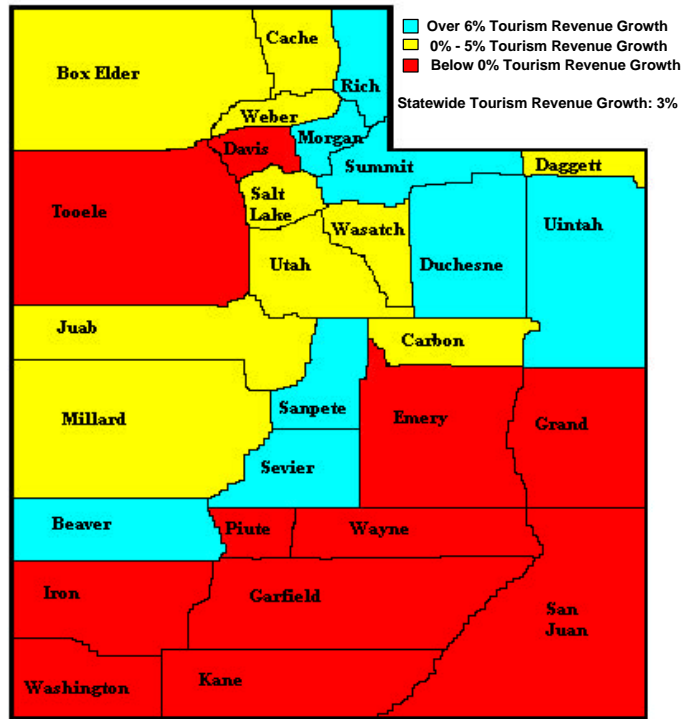 Over 6% Tourism Revenue Growth
0% - 5% Tourism Revenue Growth
Below 0% Tourism Revenue Growth
Statewide Tourism Revenue Growth: 3%
Cache
Box Elder
Rich
Weber
Morgan
Davis
Summit
Daggett
Salt
Lake
Tooele
Wasatch
Uintah
Utah
Duchesne
Juab
Carbon
Sanpete
Millard
Emery
Grand
Sevier
Beaver
Piute
Wayne
Iron
Garfield
San
Juan
Kane
Washington